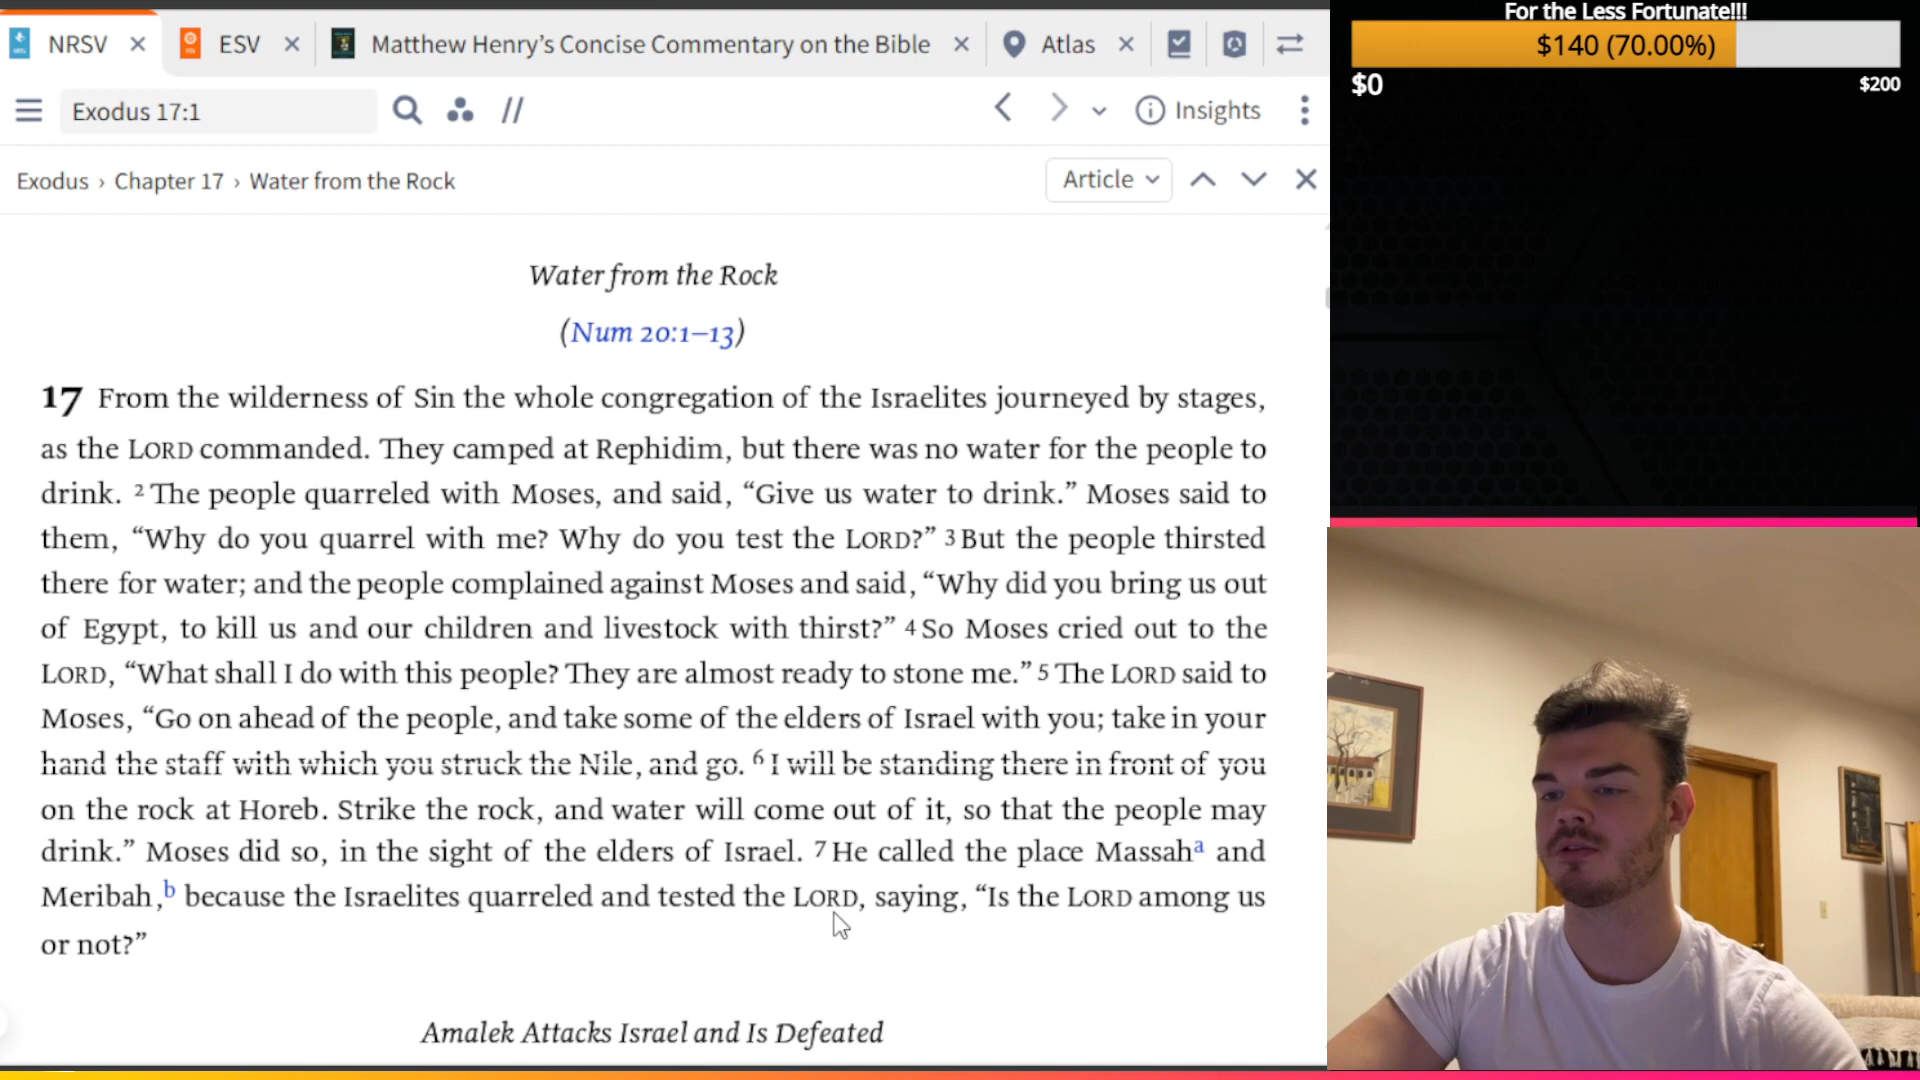 NRSV
ESV
Matthew Henry’s Concise Commentary on the Bible
Atlas
Exodus 17:1
Insights
Exodus › Chapter 17 › Water from the Rock
Article
Water from the Rock
(Num 20:1–13)
17 From the wilderness of Sin the whole congregation of the Israelites journeyed by stages,
as the LORD commanded. They camped at Rephidim, but there was no water for the people to
drink. 2 The people quarreled with Moses, and said, “Give us water to drink.” Moses said to
them, “Why do you quarrel with me? Why do you test the LORD?” 3 But the people thirsted
there for water; and the people complained against Moses and said, “Why did you bring us out
of Egypt, to kill us and our children and livestock with thirst?” 4 So Moses cried out to the
LORD, “What shall I do with this people? They are almost ready to stone me.” 5 The LORD said to
Moses, “Go on ahead of the people, and take some of the elders of Israel with you; take in your
hand the staff with which you struck the Nile, and go. 6 I will be standing there in front of you
on the rock at Horeb. Strike the rock, and water will come out of it, so that the people may
drink.” Moses did so, in the sight of the elders of Israel. 7 He called the place Massah a and
Meribah, b because the Israelites quarreled and tested the LORD, saying, “Is the LORD among us
or not?”
Amalek Attacks Israel and Is Defeated
For the Less Fortunate!!!
$140 (70.00%)
$0
$200